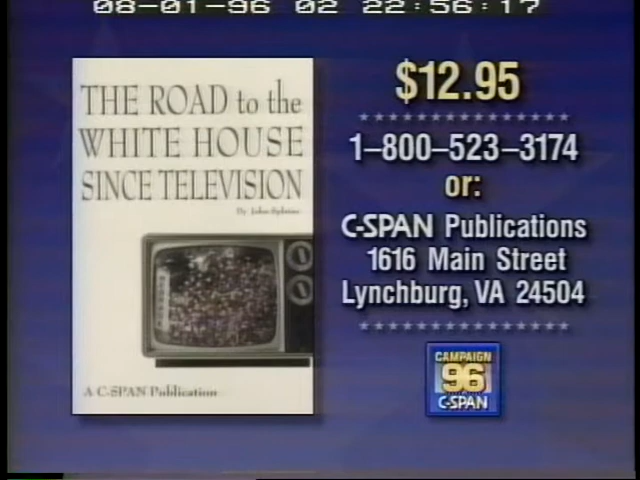 08-01-96 02 22:56:17
THE ROAD to the
WHITE HOUSE
SINCE TELEVISION
By John Splaine
A C-SPAN Publication
$12.95
1-800-523-3174
or:
C-SPAN Publications
1616 Main Street
Lynchburg, VA 24504
CAMPAIGN
96
C-SPAN